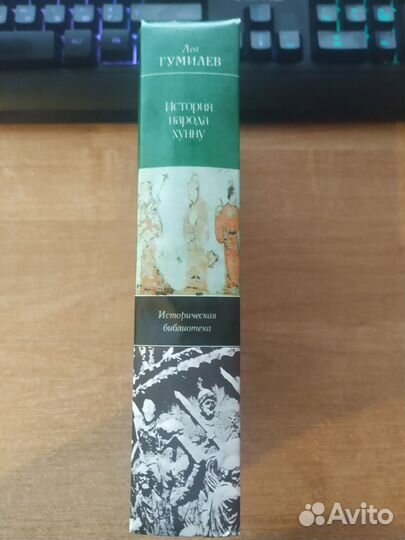 Лев
ГУМИЛЕВ
История
народа
хунну
Историческая
библиотека
Avito